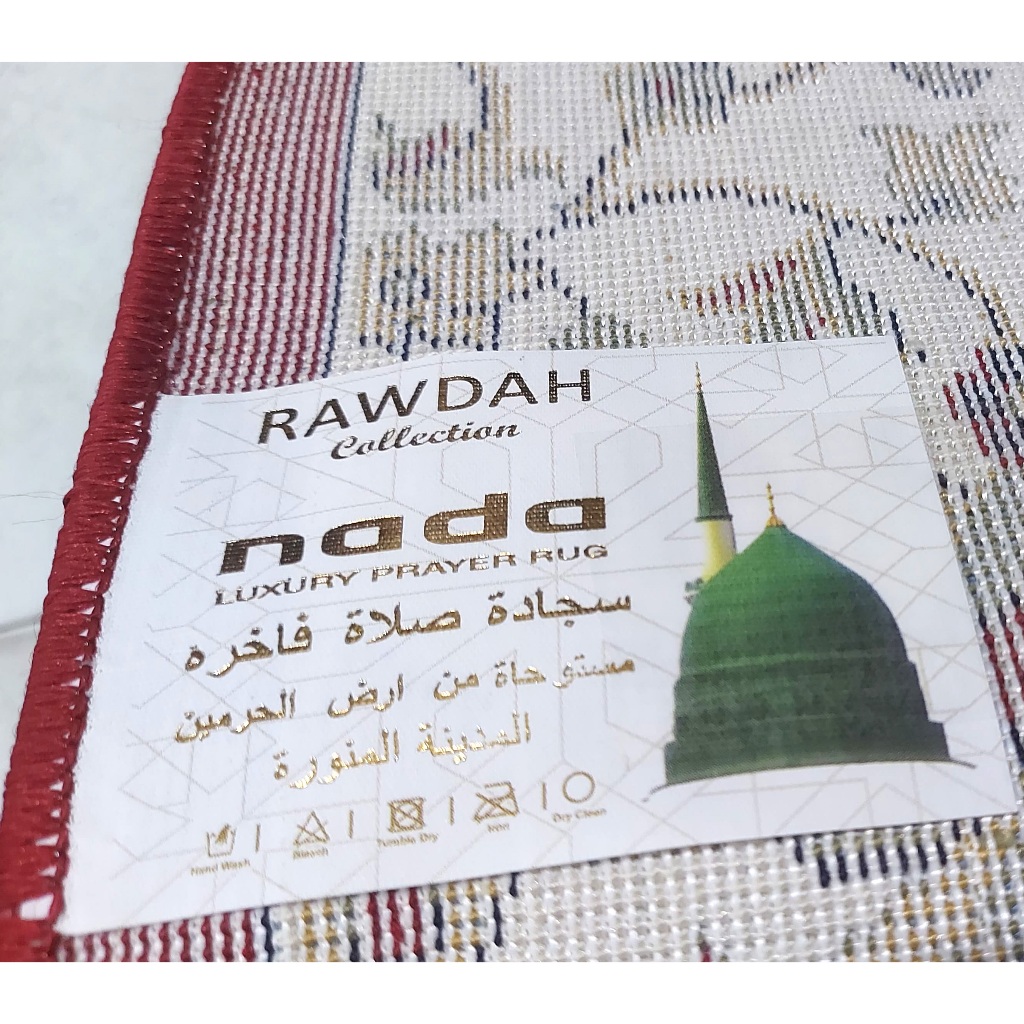 RAWDAH
Collection
nada
LUXURY PRAYER RUG
سجادة صلاة فاخره
مستوحاة من ارض الحرمين
المدينة المنورة
Hand Wash
Bleach
Tumble Dry
Iron
Dry Clean